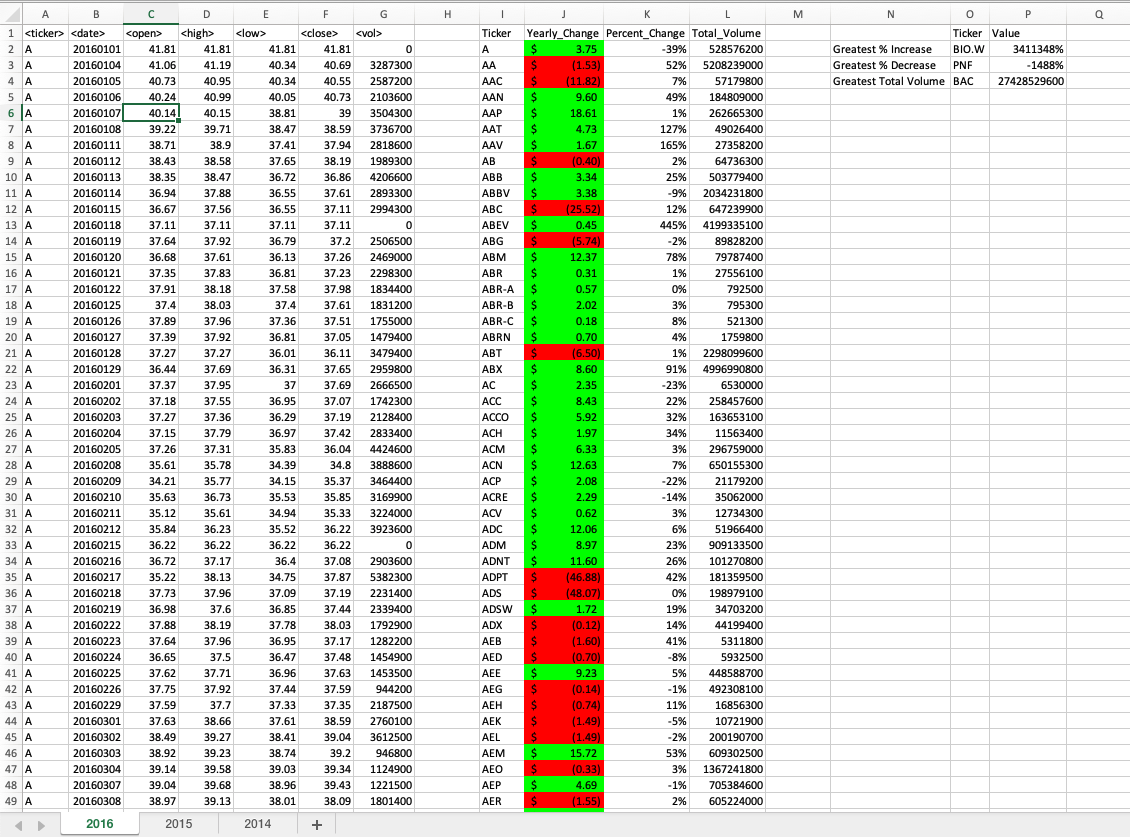 A B C D E F G H I J K L M N O P Q
1 <ticker> <date> <open> <high> <low> <close> <vol> Ticker Yearly_Change Percent_Change Total_Volume Ticker Value
2 A 20160101 41.81 41.81 41.81 41.81 0 A $ 3.75 -39% 528576200 Greatest % Increase BIO.W 3411348%
3 A 20160104 41.06 41.19 40.34 40.69 3287300 AA $ (1.53) 52% 5208239000 Greatest % Decrease PNF -1488%
4 A 20160105 40.73 40.95 40.34 40.55 2587200 AAC $ (11.82) 7% 57179800 Greatest Total Volume BAC 27428529600
5 A 20160106 40.24 40.99 40.05 40.73 2103600 AAN $ 9.60 49% 184809000
6 A 20160107 40.14 40.15 38.81 39 3504300 AAP $ 18.61 1% 262665300
7 A 20160108 39.22 39.71 38.47 38.59 3736700 AAT $ 4.73 127% 49026400
8 A 20160111 38.71 38.9 37.41 37.94 2818600 AAV $ 1.67 165% 27358200
9 A 20160112 38.43 38.58 37.65 38.19 1989300 AB $ (0.40) 2% 64736300
10 A 20160113 38.35 38.47 36.72 36.86 4206600 ABB $ 3.34 25% 503779400
11 A 20160114 36.94 37.88 36.55 37.61 2893300 ABBV $ 3.38 -9% 2034231800
12 A 20160115 36.67 37.56 36.55 37.11 2994300 ABC $ (25.52) 12% 647239900
13 A 20160118 37.11 37.11 37.11 37.11 0 ABEV $ 0.45 445% 4199335100
14 A 20160119 37.64 37.92 36.79 37.2 2506500 ABG $ (5.74) -2% 89828200
15 A 20160120 36.68 37.61 36.13 37.26 2469000 ABM $ 12.37 78% 79787400
16 A 20160121 37.35 37.83 36.81 37.23 2298300 ABR $ 0.31 1% 27556100
17 A 20160122 37.91 38.18 37.58 37.98 1834400 ABR-A $ 0.57 0% 792500
18 A 20160125 37.4 38.03 37.4 37.61 1831200 ABR-B $ 2.02 3% 795300
19 A 20160126 37.89 37.96 37.36 37.51 1755000 ABR-C $ 0.18 8% 521300
20 A 20160127 37.39 37.92 36.81 37.05 1479400 ABRN $ 0.70 4% 1759800
21 A 20160128 37.27 37.27 36.01 36.11 3479400 ABT $ (6.50) 1% 2298099600
22 A 20160129 36.44 37.69 36.31 37.65 2959800 ABX $ 8.60 91% 4996990800
23 A 20160201 37.37 37.95 37 37.69 2666500 AC $ 2.35 -23% 6530000
24 A 20160202 37.18 37.55 36.95 37.07 1742300 ACC $ 8.43 22% 258457600
25 A 20160203 37.27 37.36 36.29 37.19 2128400 ACCO $ 5.92 32% 163653100
26 A 20160204 37.15 37.79 36.97 37.42 2833400 ACH $ 1.97 34% 11563400
27 A 20160205 37.26 37.31 35.83 36.04 4424600 ACM $ 6.33 3% 296759000
28 A 20160208 35.61 35.78 34.39 34.8 3888600 ACN $ 12.63 7% 650155300
29 A 20160209 34.21 35.77 34.15 35.37 3464400 ACP $ 2.08 -22% 21179200
30 A 20160210 35.63 36.73 35.53 35.85 3169900 ACRE $ 2.29 -14% 35062000
31 A 20160211 35.12 35.61 34.94 35.33 3224000 ACV $ 0.62 3% 12734300
32 A 20160212 35.84 36.23 35.52 36.22 3923600 ADC $ 12.06 6% 51966400
33 A 20160215 36.22 36.22 36.22 36.22 0 ADM $ 8.97 23% 909133500
34 A 20160216 36.72 37.17 36.4 37.08 2903600 ADNT $ 11.60 26% 101270800
35 A 20160217 35.22 38.13 34.75 37.87 5382300 ADPT $ (46.88) 42% 181359500
36 A 20160218 37.73 37.96 37.09 37.19 2231400 ADS $ (48.07) 0% 198979100
37 A 20160219 36.98 37.6 36.85 37.44 2339400 ADSW $ 1.72 19% 34703200
38 A 20160222 37.88 38.19 37.78 38.03 1792900 ADX $ (0.12) 14% 44199400
39 A 20160223 37.64 37.96 36.95 37.17 1282200 AEB $ (1.60) 41% 5311800
40 A 20160224 36.65 37.5 36.47 37.48 1454900 AED $ (0.70) -8% 5932500
41 A 20160225 37.62 37.71 36.96 37.63 1453500 AEE $ 9.23 5% 448588700
42 A 20160226 37.75 37.92 37.44 37.59 944200 AEG $ (0.14) -1% 492308100
43 A 20160229 37.59 37.7 37.33 37.35 2187500 AEH $ (0.74) 11% 16856300
44 A 20160301 37.63 38.66 37.61 38.59 2760100 AEK $ (1.49) -5% 10721900
45 A 20160302 38.49 39.27 38.41 39.04 3612500 AEL $ (1.49) -2% 200190700
46 A 20160303 38.92 39.23 38.74 39.2 946800 AEM $ 15.72 53% 609302500
47 A 20160304 39.14 39.58 39.03 39.34 1124900 AEO $ (0.33) 3% 1367241800
48 A 20160307 39.04 39.68 38.96 39.43 1221500 AEP $ 4.69 -1% 705384600
49 A 20160308 38.97 39.13 38.01 38.09 1801400 AER $ (1.55) 2% 605224000
2016 2015 2014 +